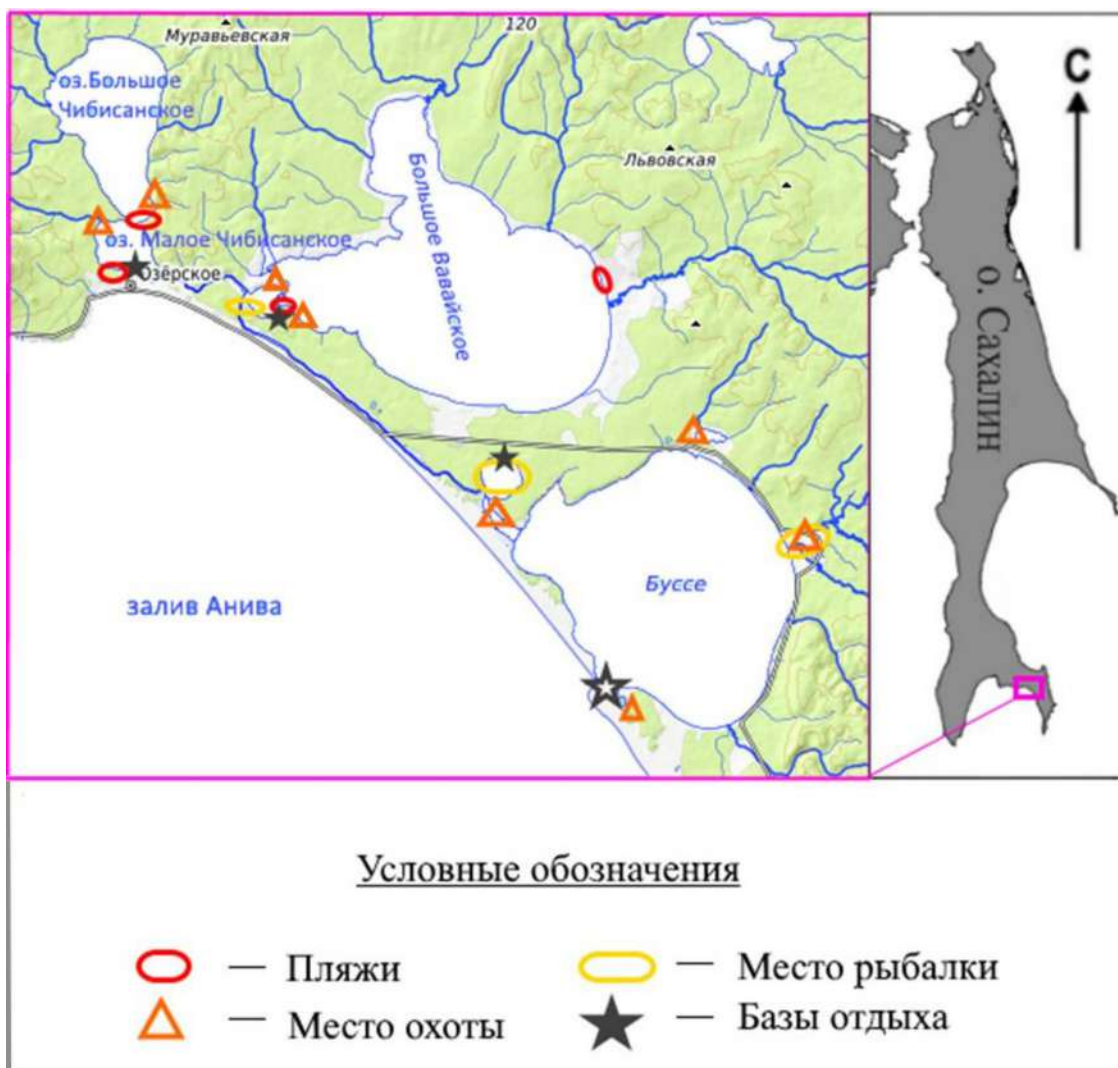 Муравьевская
120
оз.Большое
Чибисанское
Большое Вавайское
Львовская
оз. Малое Чибисанское
Озёрское
Буссе
залив Анива
С
о. Сахалин
Условные обозначения
— Пляжи
— Место рыбалки
— Место охоты
— Базы отдыха